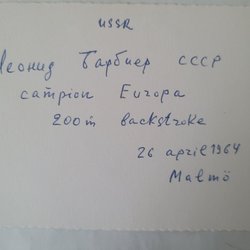 USSR
Леонид Барбиер СССР
campion Europa
200m backstroke
26 april 1964
Malmö